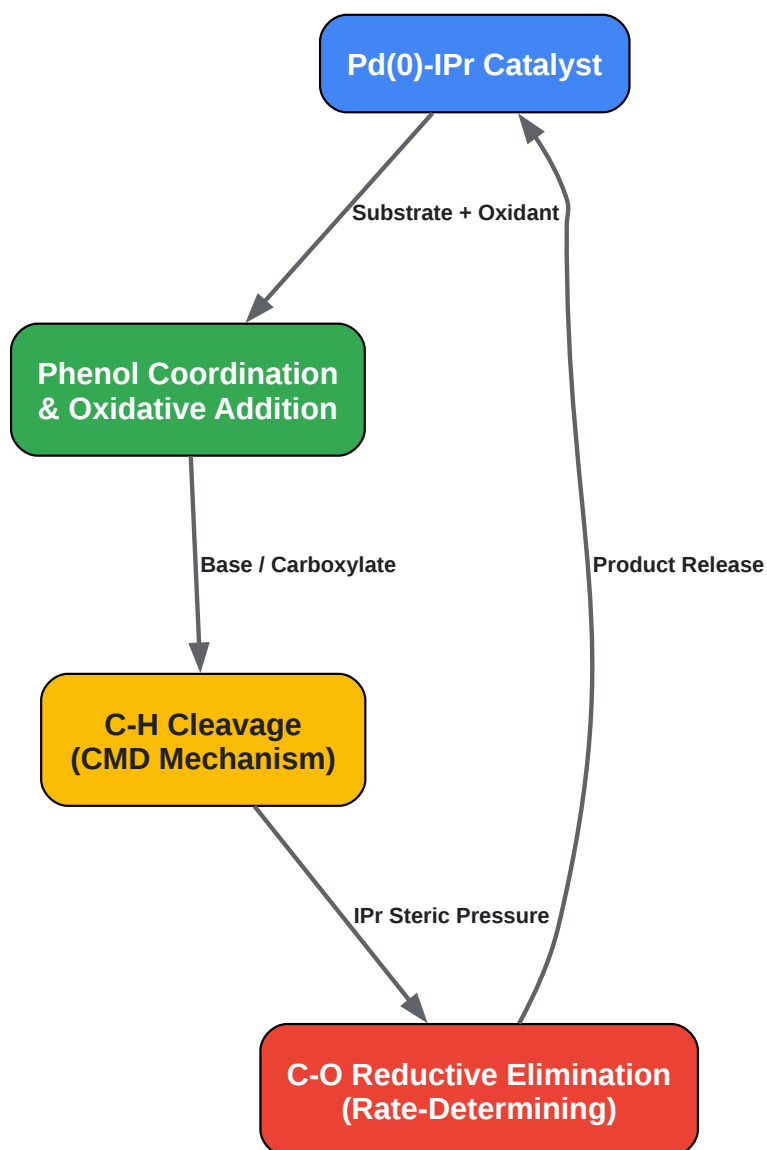 Pd(0)-IPr Catalyst
Substrate + Oxidant
Phenol Coordination
& Oxidative Addition
Base / Carboxylate
Product Release
C-H Cleavage
(CMD Mechanism)
IPr Steric Pressure
C-O Reductive Elimination
(Rate-Determining)